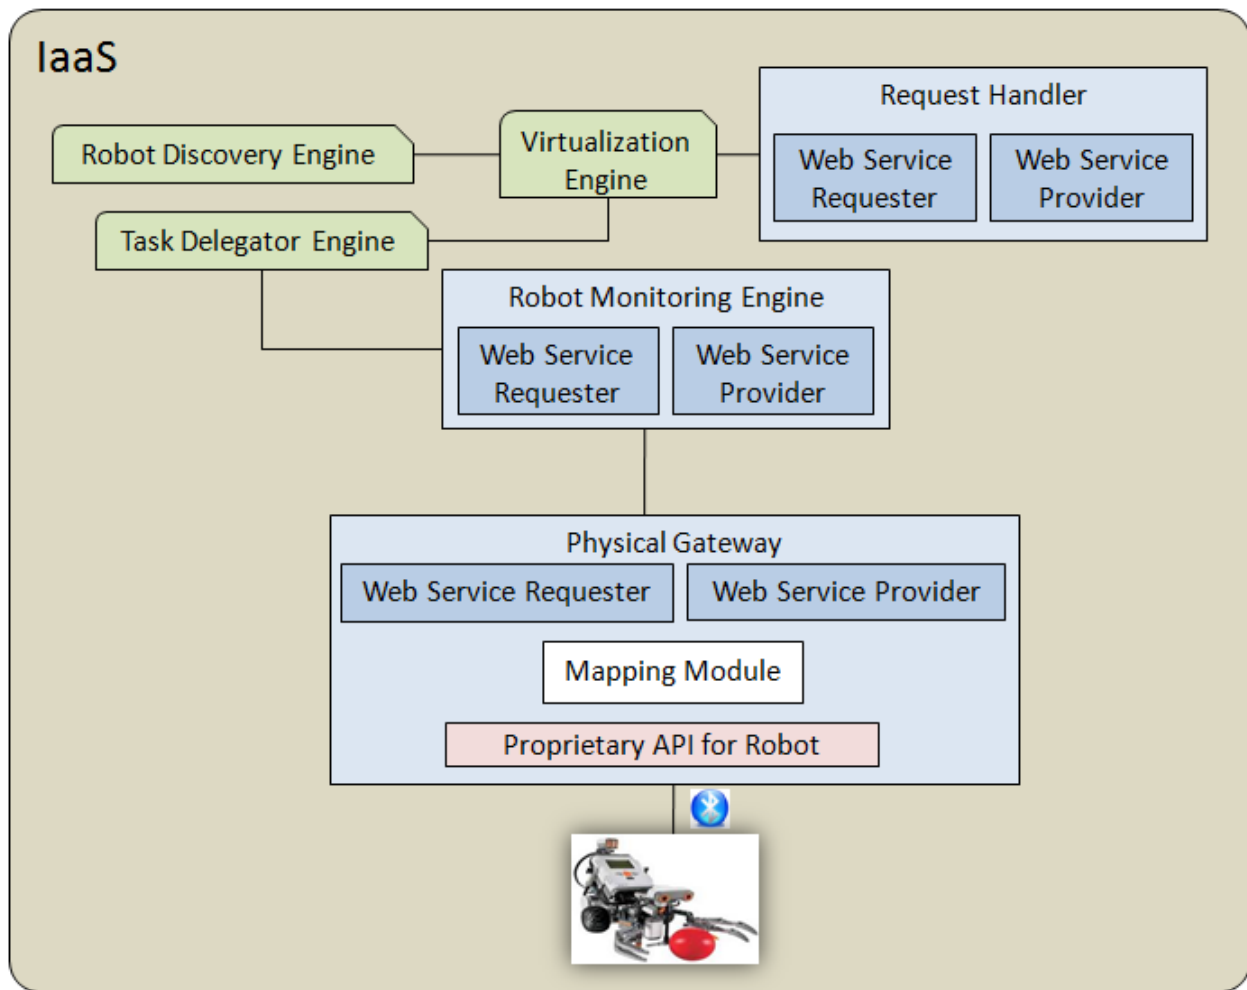 IaaS
Request Handler
Web Service
Requester
Web Service
Provider
Virtualization
Engine
Robot Discovery Engine
Task Delegator Engine
Robot Monitoring Engine
Web Service
Requester
Web Service
Provider
Physical Gateway
Web Service Requester
Web Service Provider
Mapping Module
Proprietary API for Robot